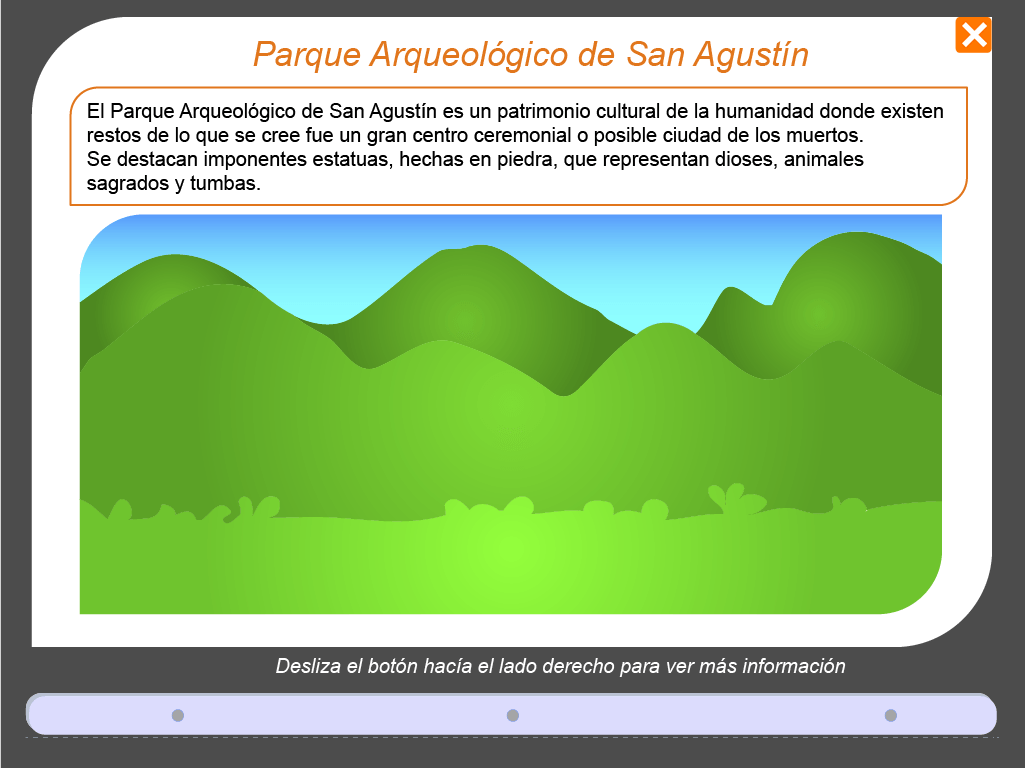 Parque Arqueológico de San Agustín
El Parque Arqueológico de San Agustín es un patrimonio cultural de la humanidad donde existen
restos de lo que se cree fue un gran centro ceremonial o posible ciudad de los muertos.
Se destacan imponentes estatuas, hechas en piedra, que representan dioses, animales
sagrados y tumbas.
Desliza el botón hacía el lado derecho para ver más información